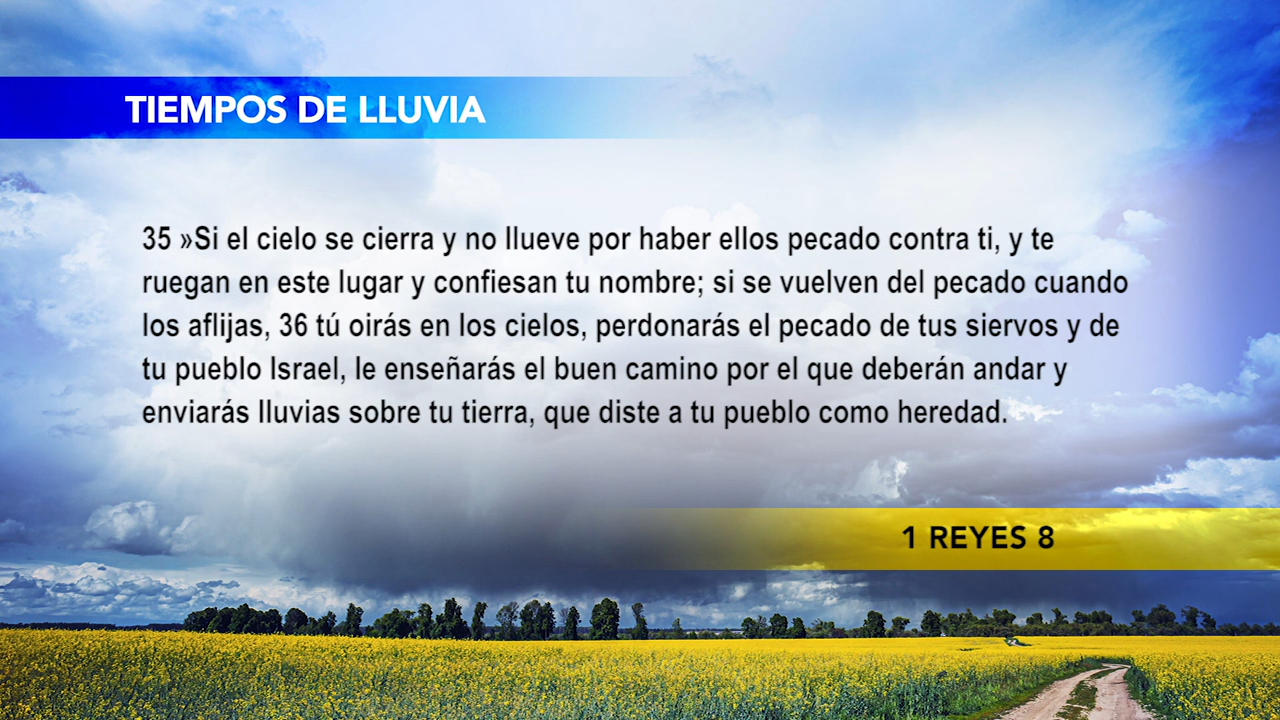 TIEMPOS DE LLUVIA
35 »Si el cielo se cierra y no llueve por haber ellos pecado contra ti, y te
ruegan en este lugar y confiesan tu nombre; si se vuelven del pecado cuando
los aflijas, 36 tú oirás en los cielos, perdonarás el pecado de tus siervos y de
tu pueblo Israel, le enseñarás el buen camino por el que deberán andar y
enviarás lluvias sobre tu tierra, que diste a tu pueblo como heredad.
1 REYES 8